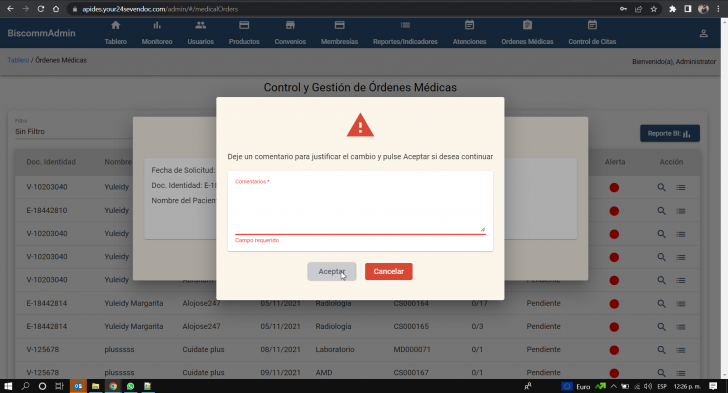 apides.your24sevendoc.com/admin/#/medicalOrders
BiscommAdmin
Tablero Monitoreo Usuarios Productos Convenios Membresías Reportes/Indicadores Atenciones Ordenes Médicas Control de Citas
Tablero / Órdenes Médicas
Bienvenido(a), Administrator
Control y Gestión de Órdenes Médicas
Filtro
Sin Filtro
Reporte BI:
Doc. Identidad Nombre Alerta Acción
Fecha de Solicitud:
Doc. Identidad: E-18
Nombre del Pacien
Deje un comentario para justificar el cambio y pulse Aceptar si desea continuar
Comentarios *
Campo requerido
Aceptar Cancelar
V-10203040 Yuleidy
E-18442810 Yuleidy
V-10203040 Yuleidy
V-10203040 Yuleidy
V-10203040 Yuleidy
E-18442814 Yuleidy Margarita Alojose247 05/11/2021 Radiología CS000164 0/17 Pendiente
E-18442814 Yuleidy Margarita Alojose247 05/11/2021 Radiología CS000165 0/3 Pendiente
V-125678 plusssss Cuidate plus 08/11/2021 Laboratorio MD000071 0/1 Pendiente
V-125678 plusssss Cuidate plus 09/11/2021 AMD CS000167 0/1 Pendiente
Euro ESP 12:26 p. m.